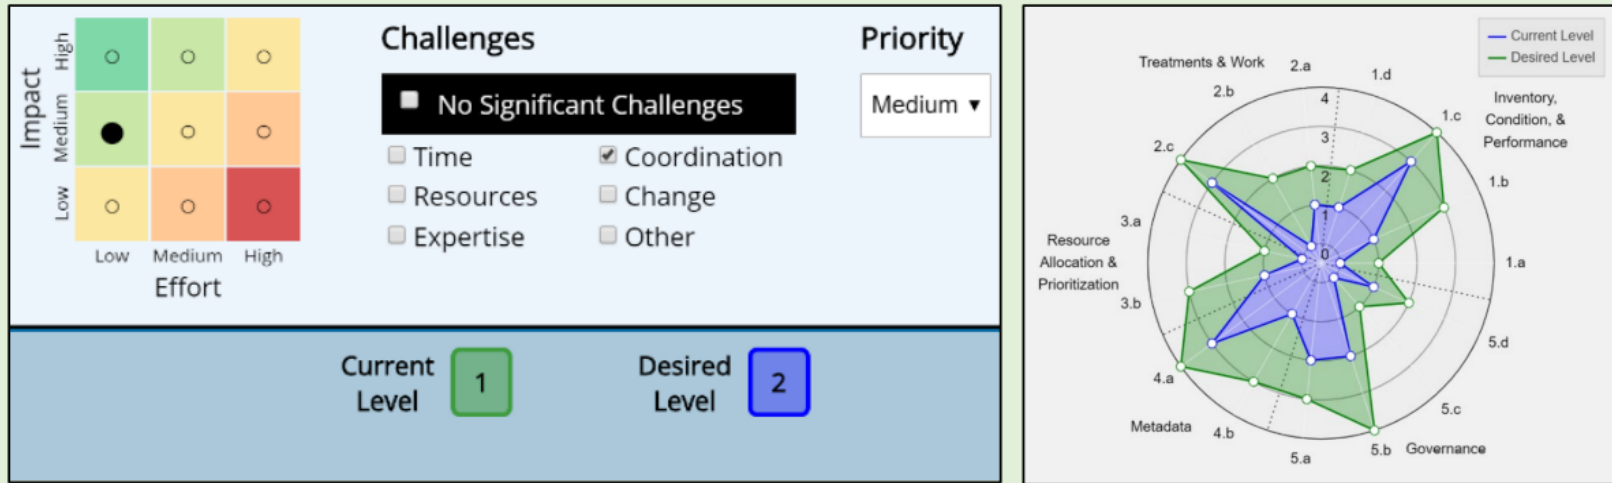 Impact
High
Medium
Low
Low Medium High
Effort
Challenges
No Significant Challenges
Time
Coordination
Resources
Change
Expertise
Other
Priority
Medium
Current
Level
1
Desired
Level
2
Current Level
Desired Level
Treatments & Work
2.a
1.d
2.b
1.c
Inventory,
Condition, &
Performance
2.c
1.b
3.a
Resource
Allocation &
Prioritization
1.a
3.b
5.d
4.a
5.c
Metadata
4.b
5.a
5.b
Governance
4
3
2
1
0